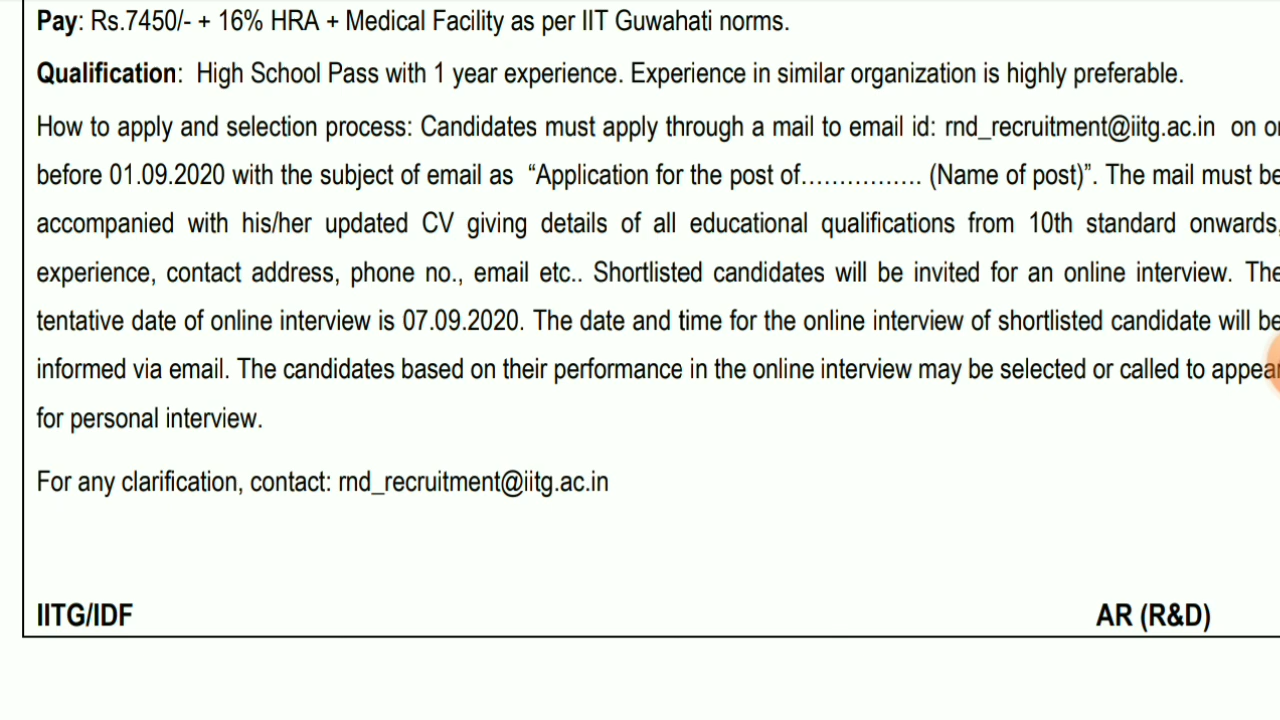 Pay: Rs.7450/- + 16% HRA + Medical Facility as per IIT Guwahati norms.
Qualification: High School Pass with 1 year experience. Experience in similar organization is highly preferable.
How to apply and selection process: Candidates must apply through a mail to email id: rnd_recruitment@iitg.ac.in on or
before 01.09.2020 with the subject of email as “Application for the post of................ (Name of post)”. The mail must be
accompanied with his/her updated CV giving details of all educational qualifications from 10th standard onwards,
experience, contact address, phone no., email etc.. Shortlisted candidates will be invited for an online interview. The
tentative date of online interview is 07.09.2020. The date and time for the online interview of shortlisted candidate will be
informed via email. The candidates based on their performance in the online interview may be selected or called to appear
for personal interview.
For any clarification, contact: rnd_recruitment@iitg.ac.in
IITG/IDF AR (R&D)